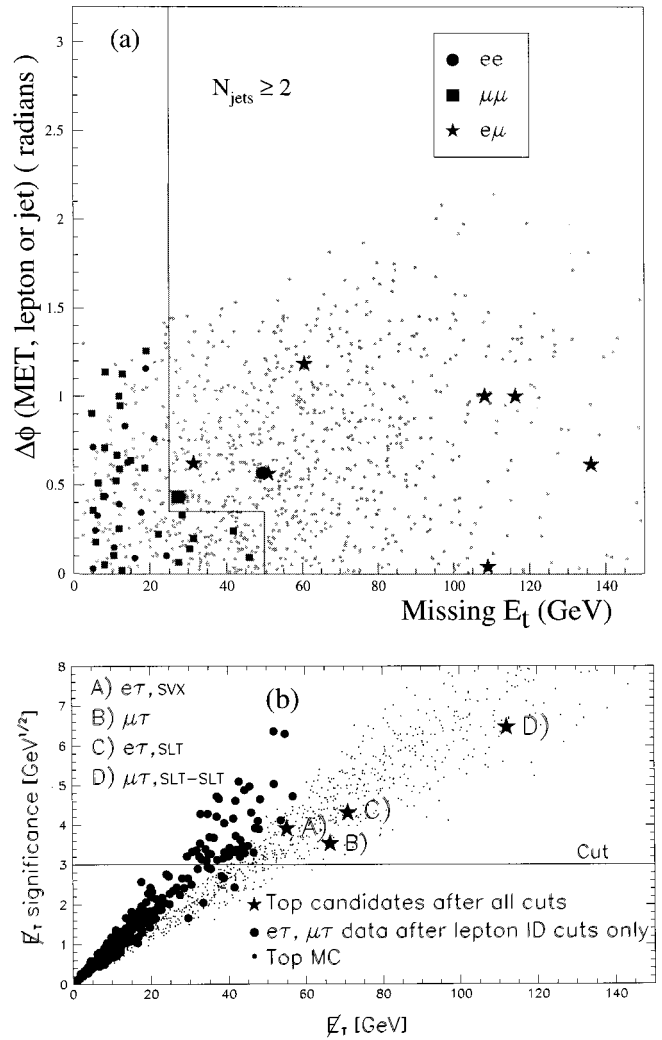 (a)
N_jets ≥ 2
● ee
■ μμ
★ eμ
3
2.5
2
1.5
1
0.5
0
Δϕ (MET, lepton or jet) ( radians)
0 20 40 60 80 100 120 140
Missing E_t (GeV)
(b)
A) eτ, SVX
B) μτ
C) eτ, SLT
D) μτ, SLT-SLT
8
7
6
5
4
3
2
1
0
E̸_T significance [GeV^1/2]
D)
C)
A)
B)
Cut
★ Top candidates after all cuts
● eτ, μτ data after lepton ID cuts only
• Top MC
0 20 40 60 80 100 120 140
E̸_T [GeV]